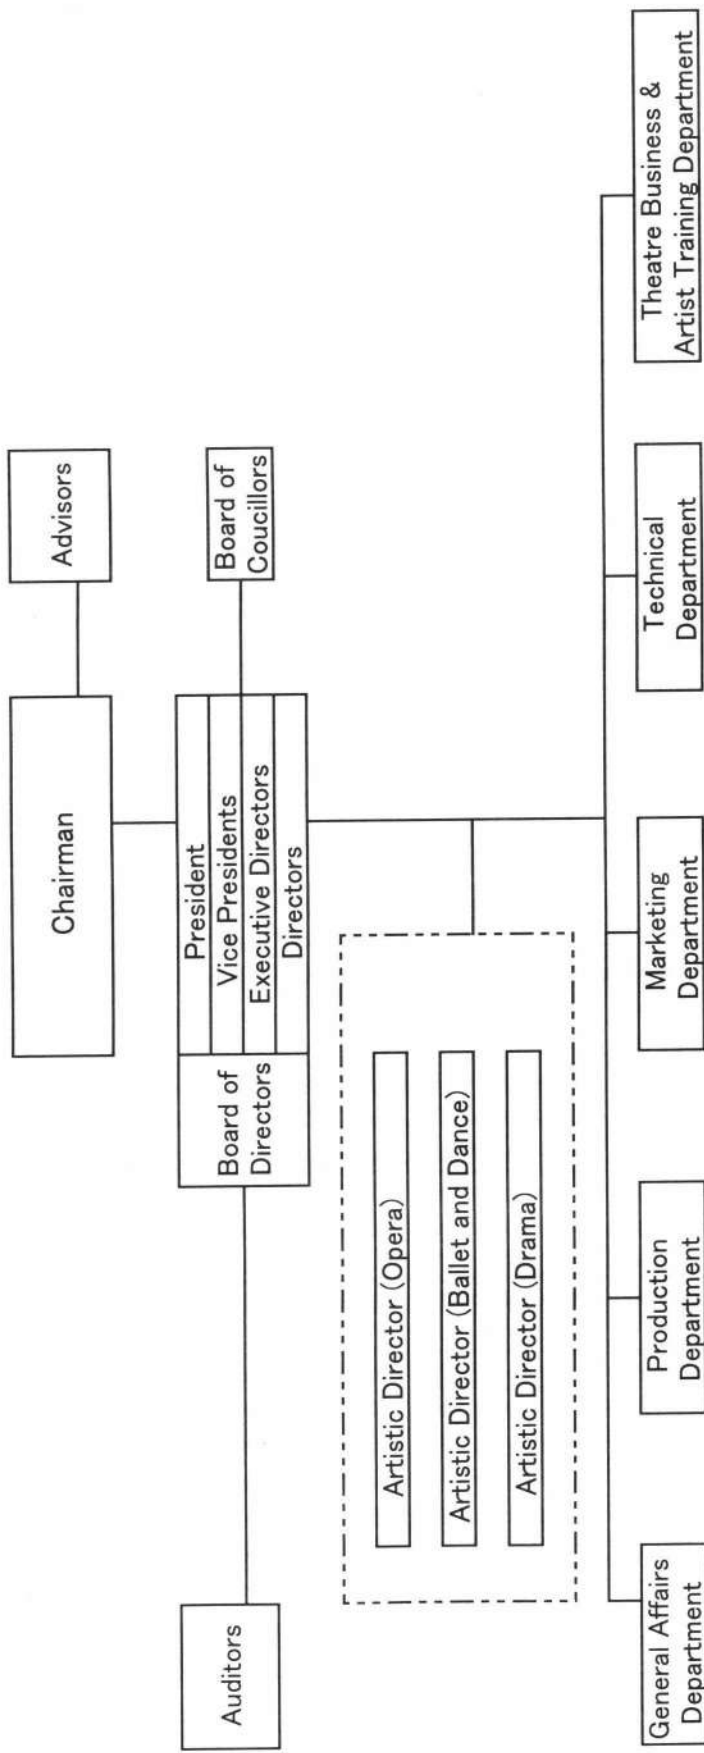 Chairman
Advisors
Auditors
Board of
Directors
President
Vice Presidents
Executive Directors
Directors
Board of
Coucillors
Artistic Director (Opera)
Artistic Director (Ballet and Dance)
Artistic Director (Drama)
General Affairs
Department
Production
Department
Marketing
Department
Technical
Department
Theatre Business &
Artist Training Department